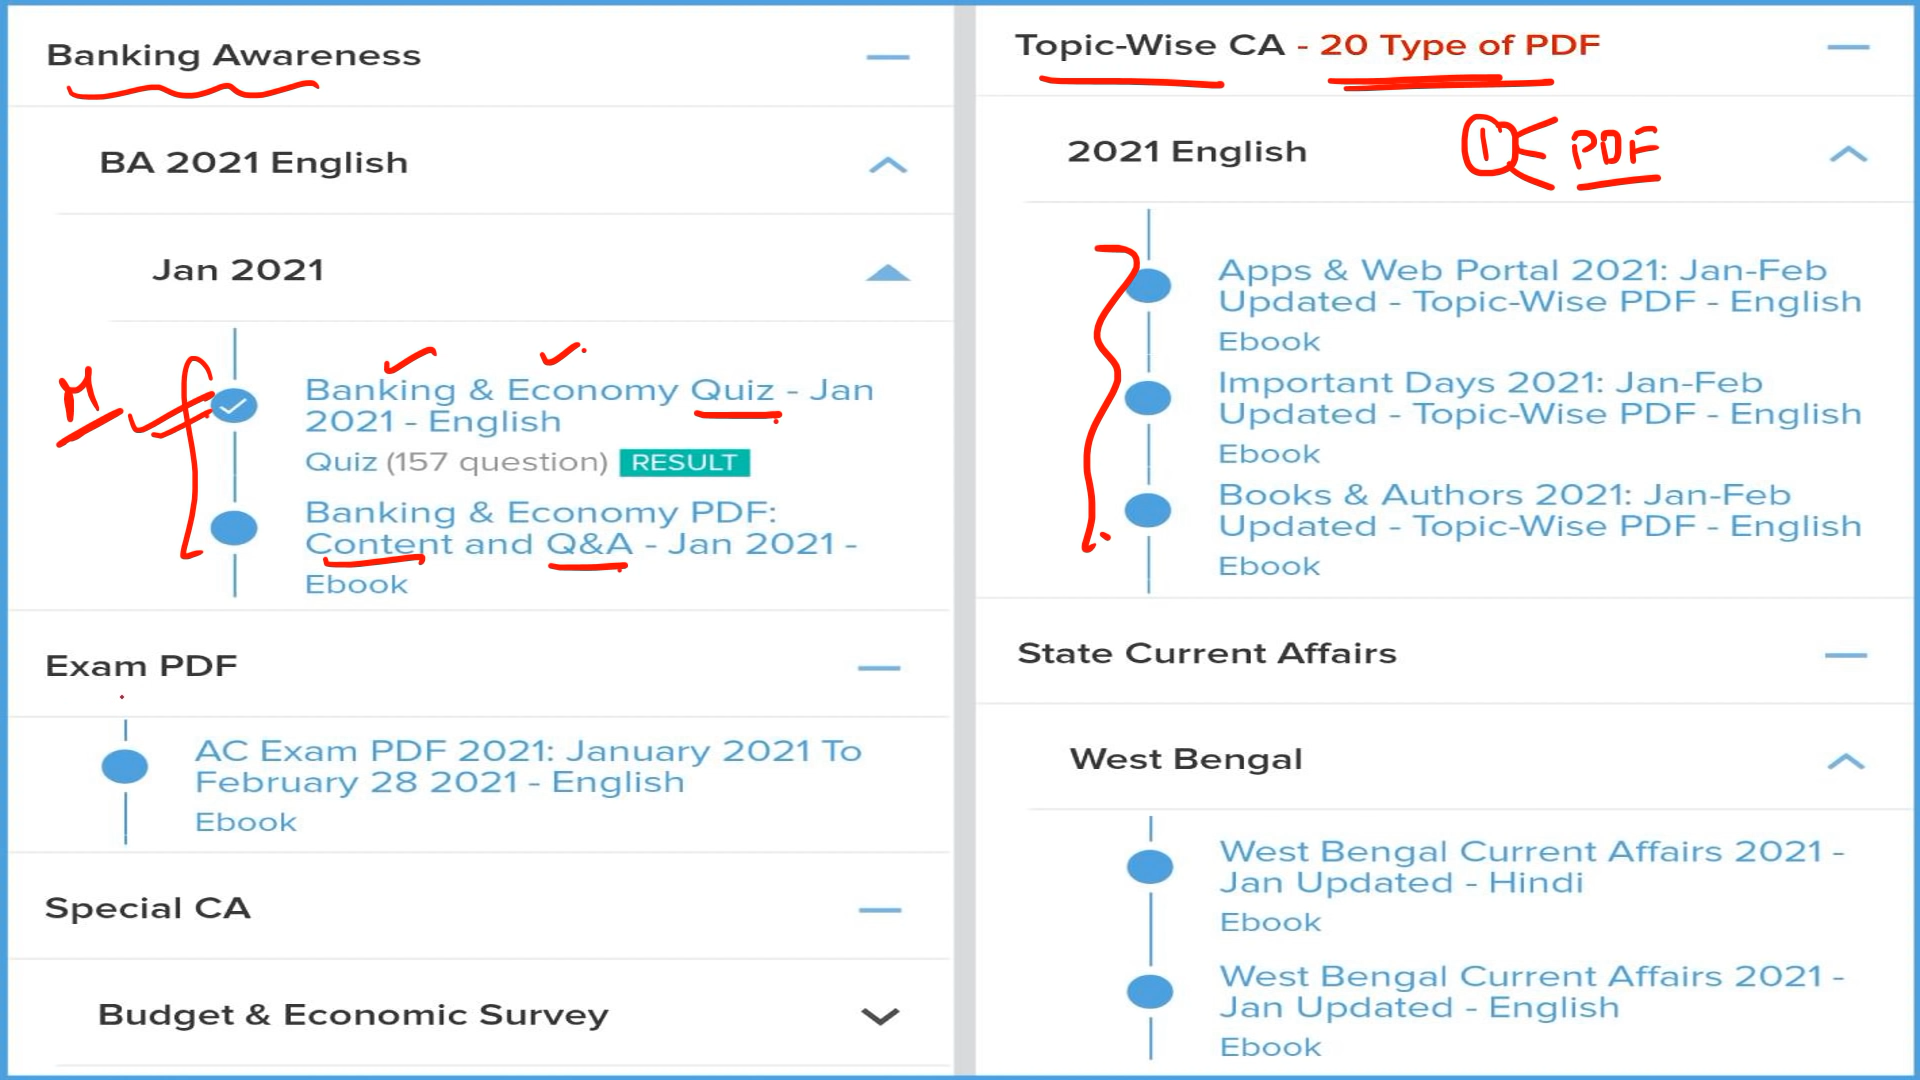 Banking Awareness
BA 2021 English
Jan 2021
M
Banking & Economy Quiz - Jan
2021 - English
Quiz (157 question) RESULT
Banking & Economy PDF:
Content and Q&A - Jan 2021 -
Ebook
Exam PDF
AC Exam PDF 2021: January 2021 To
February 28 2021 - English
Ebook
Special CA
Budget & Economic Survey
Topic-Wise CA - 20 Type of PDF
2021 English
1 PDF
Apps & Web Portal 2021: Jan-Feb
Updated - Topic-Wise PDF - English
Ebook
Important Days 2021: Jan-Feb
Updated - Topic-Wise PDF - English
Ebook
Books & Authors 2021: Jan-Feb
Updated - Topic-Wise PDF - English
Ebook
State Current Affairs
West Bengal
West Bengal Current Affairs 2021 -
Jan Updated - Hindi
Ebook
West Bengal Current Affairs 2021 -
Jan Updated - English
Ebook